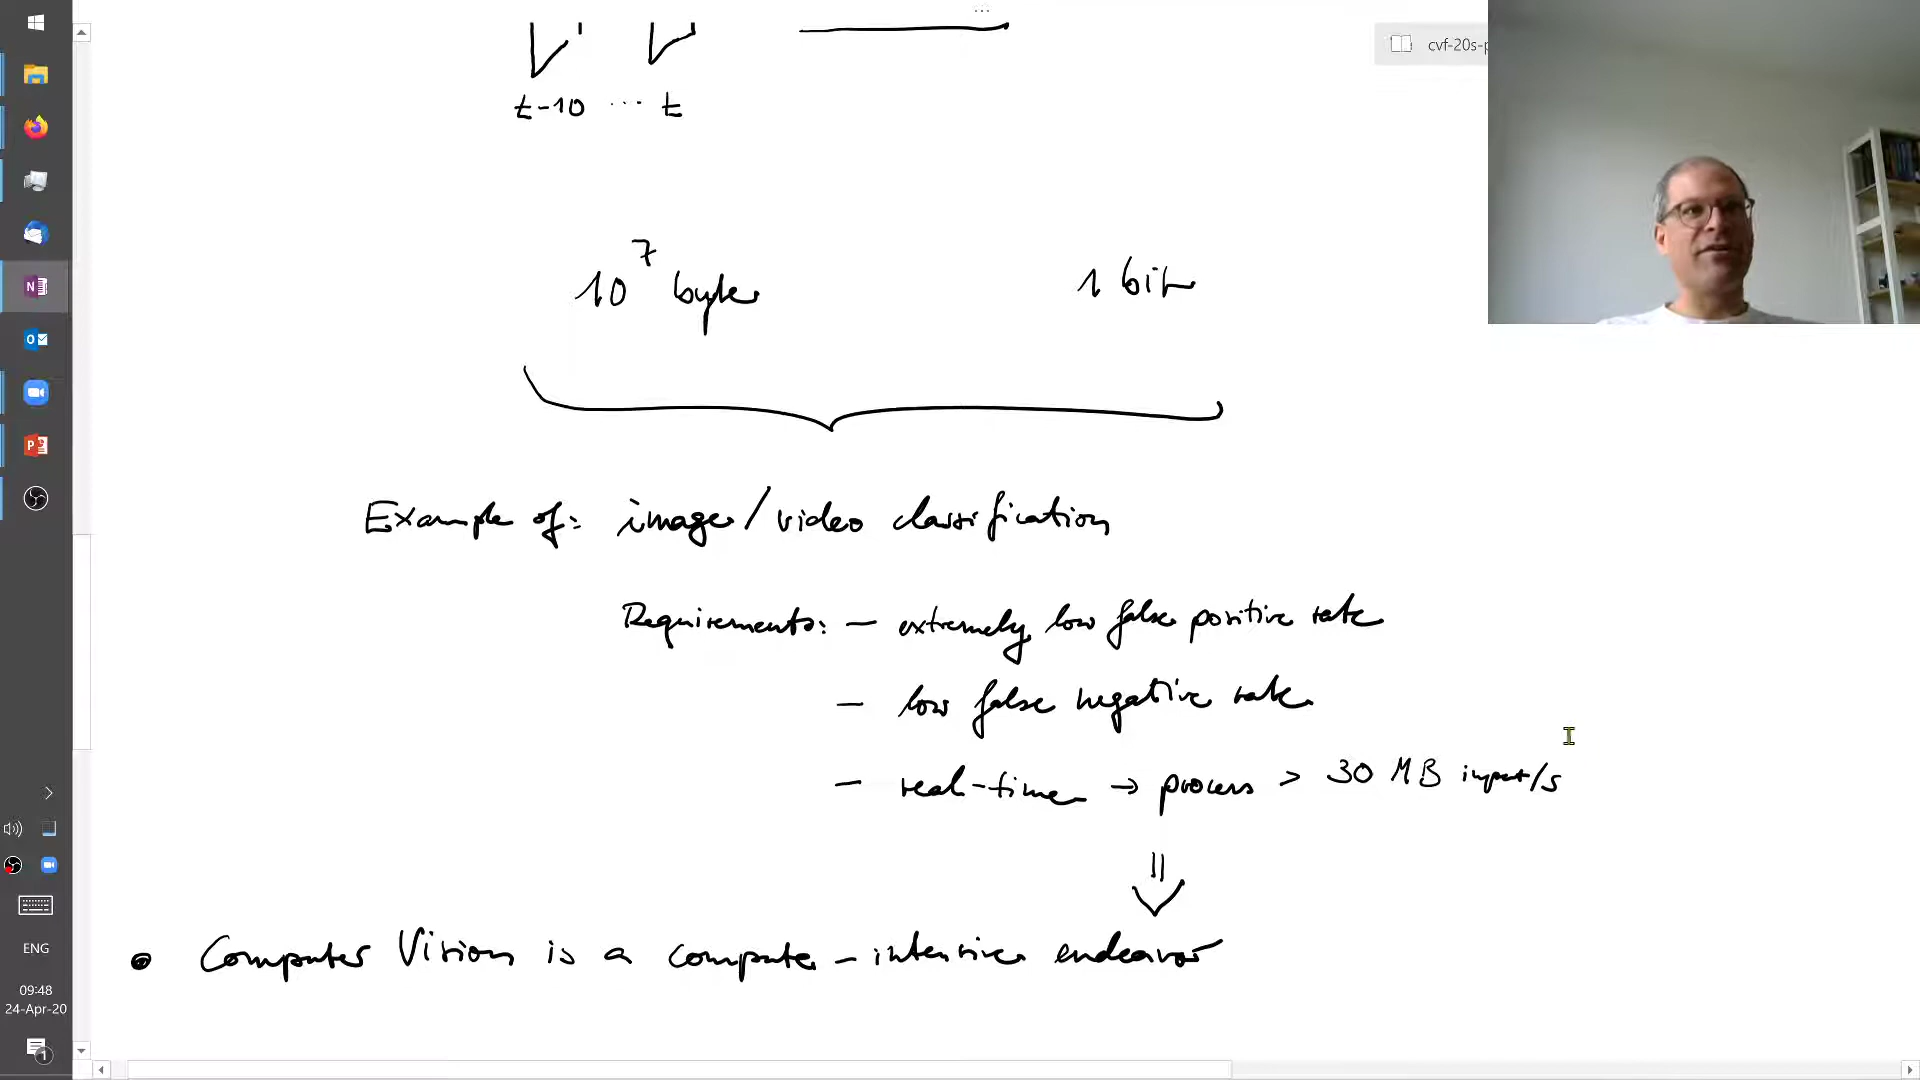 cvf-20s-p
t-10 ... t
10^7 byte 1 bit
Example of: image/video classification
Requirements: – extremely low false positive rate
– low false negative rate
– real-time → process > 30 MB input/s
⇓
• Computer Vision is a compute-intensive endeavor
ENG
09:48
24-Apr-20
1